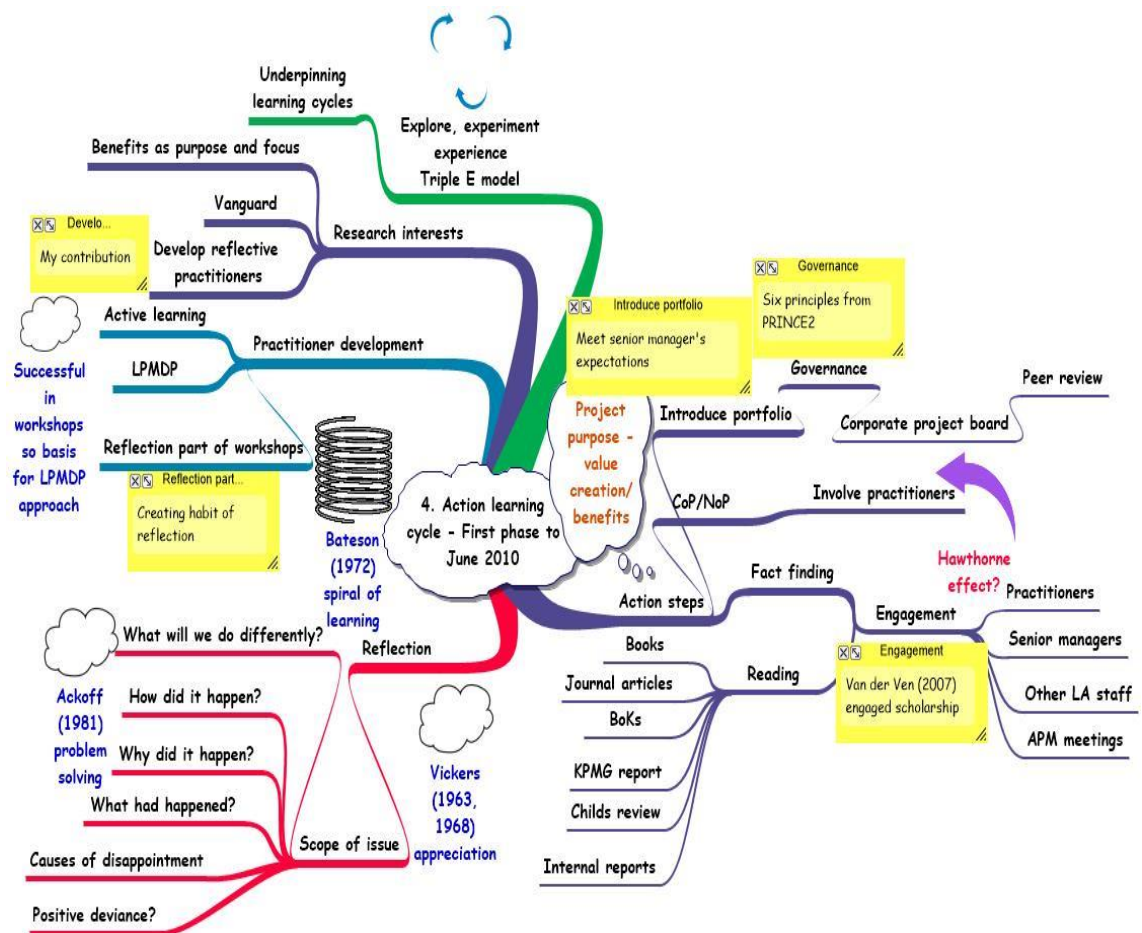 Underpinning
learning cycles
Explore, experiment
experience
Triple E model
Benefits as purpose and focus
Vanguard
Research interests
Develop reflective
practitioners
Develo...
My contribution
Active learning
Practitioner development
LPMDP
Successful
in
workshops
so basis
for LPMDP
approach
Reflection part of workshops
Reflection part...
Creating habit of
reflection
Bateson
(1972)
spiral of
learning
4. Action learning
cycle - First phase to
June 2010
Project
purpose -
value
creation/
benefits
Introduce portfolio
Meet senior manager's
expectations
Governance
Six principles from
PRINCE2
Governance
Introduce portfolio
Peer review
Corporate project board
CoP/NoP
Involve practitioners
Hawthorne
effect?
Action steps
Fact finding
Engagement
Practitioners
Senior managers
Other LA staff
APM meetings
Engagement
Van der Ven (2007)
engaged scholarship
Reading
Books
Journal articles
BoKs
KPMG report
Childs review
Internal reports
Reflection
What will we do differently?
Ackoff
(1981)
problem
solving
How did it happen?
Why did it happen?
What had happened?
Scope of issue
Causes of disappointment
Positive deviance?
Vickers
(1963,
1968)
appreciation